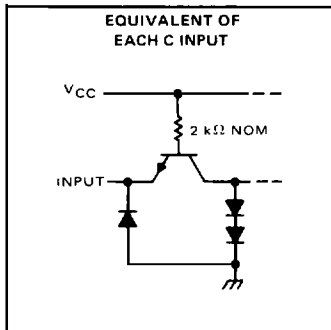 EQUIVALENT OF
EACH C INPUT
VCC
2 kΩ NOM
INPUT